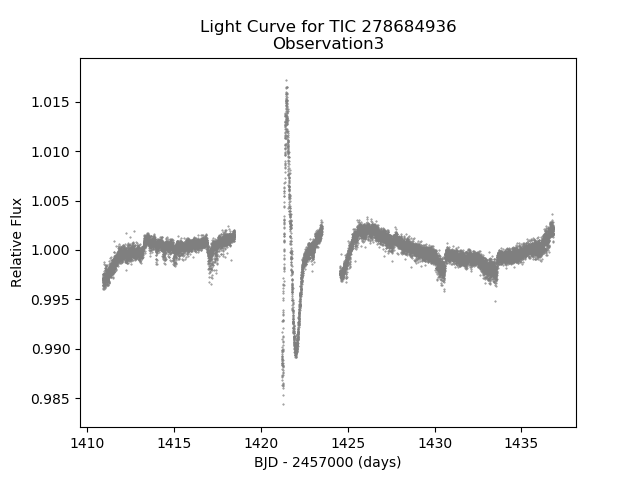 Light Curve for TIC 278684936
Observation3
1.015
1.010
1.005
1.000
0.995
0.990
0.985
Relative Flux
1410 1415 1420 1425 1430 1435
BJD - 2457000 (days)